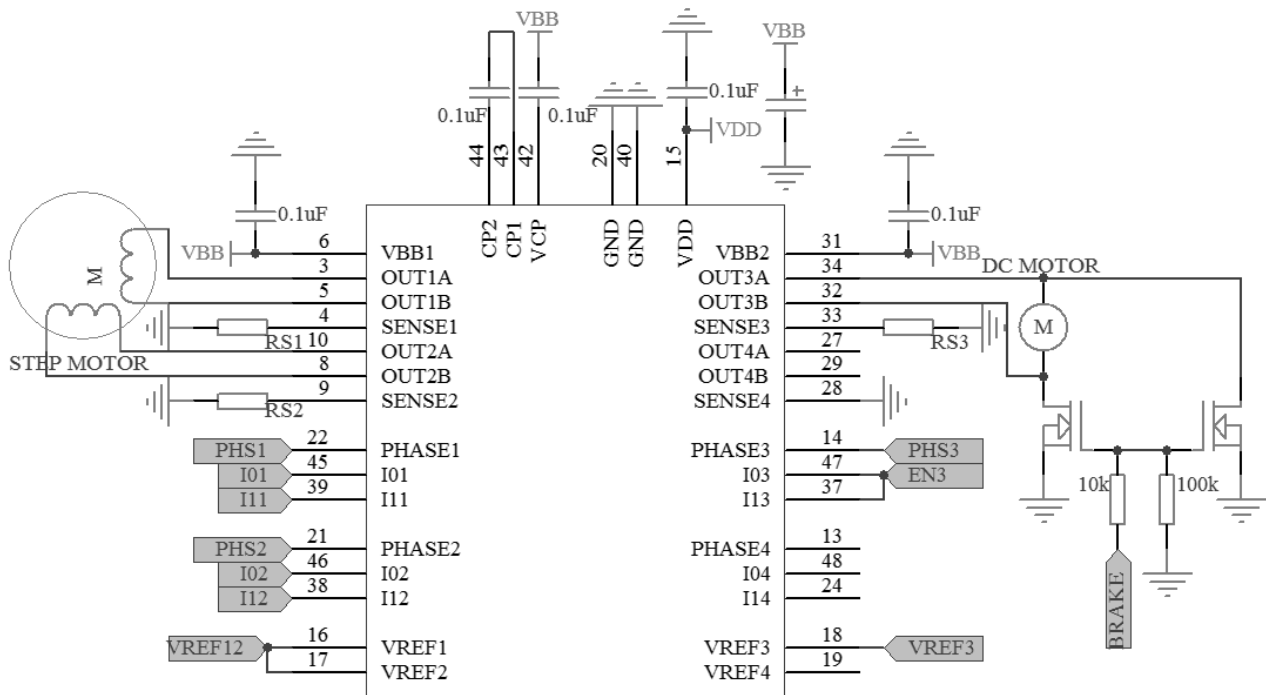 VBB
VBB
0.1uF
0.1uF
0.1uF
+
VDD
44
43
42
20
40
15
CP2
CP1
VCP
GND
GND
VDD
0.1uF
0.1uF
VBB
6
VBB1
VBB2
31
VBB
3
OUT1A
OUT3A
34
DC MOTOR
M
5
OUT1B
OUT3B
32
4
SENSE1
SENSE3
33
M
RS1
10
OUT2A
OUT4A
27
RS3
STEP MOTOR
8
OUT2B
OUT4B
29
9
SENSE2
SENSE4
28
RS2
PHS1
22
PHASE1
PHASE3
14
PHS3
I01
45
I01
I03
47
EN3
I11
39
I11
I13
37
10k
100k
PHS2
21
PHASE2
PHASE4
13
I02
46
I02
I04
48
I12
38
I12
I14
24
BRAKE
VREF12
16
VREF1
VREF3
18
VREF3
17
VREF2
VREF4
19